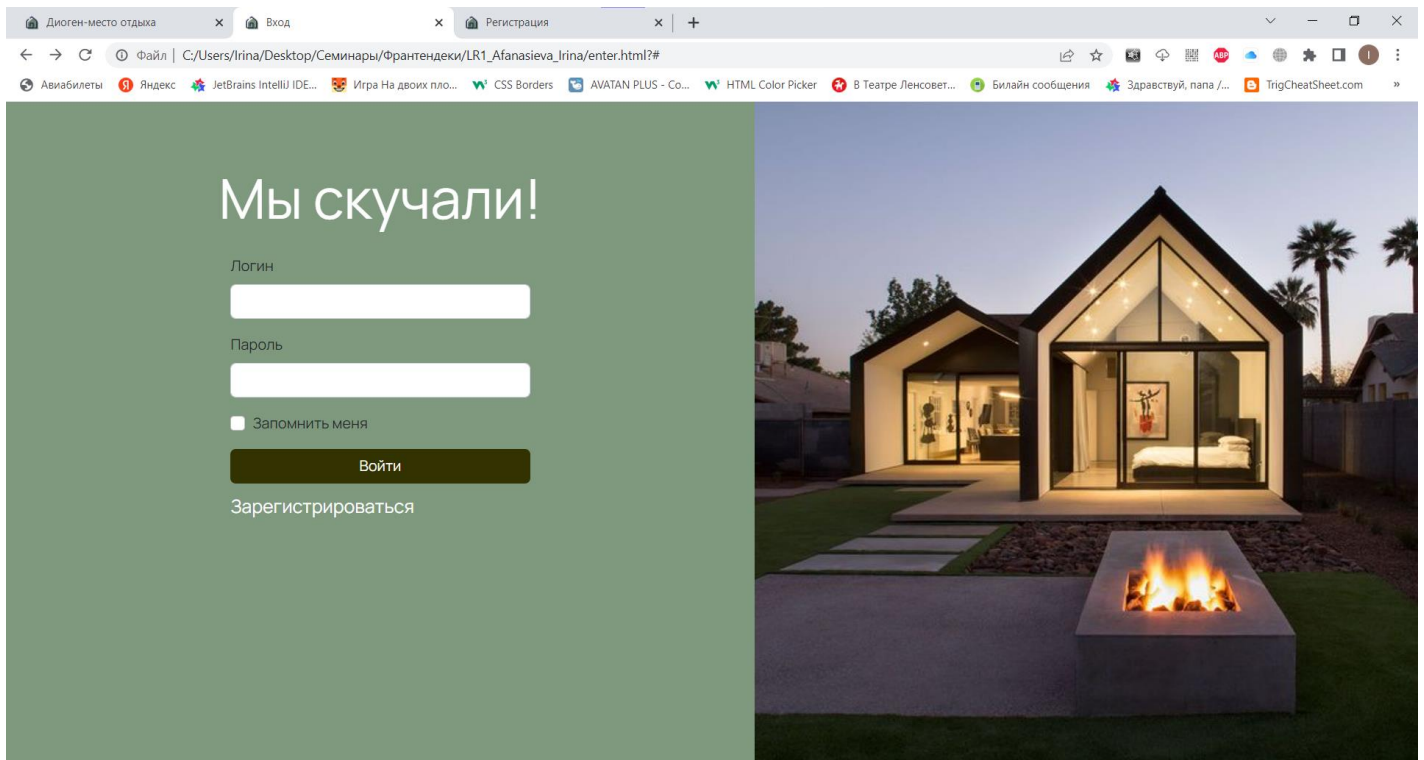 Диоген-место отдыха
Вход
Регистрация
Файл | C:/Users/Irina/Desktop/Семинары/Франтендеки/LR1_Afanasieva_Irina/enter.html?#
ABP
I
Авиабилеты Яндекс JetBrains IntelliJ IDE... Игра На двоих пло... CSS Borders AVATAN PLUS - Co... HTML Color Picker В Театре Ленсовет... Билайн сообщения Здравствуй, папа /... TrigCheatSheet.com »
Мы скучали!
Логин
Пароль
Запомнить меня
Войти
Зарегистрироваться